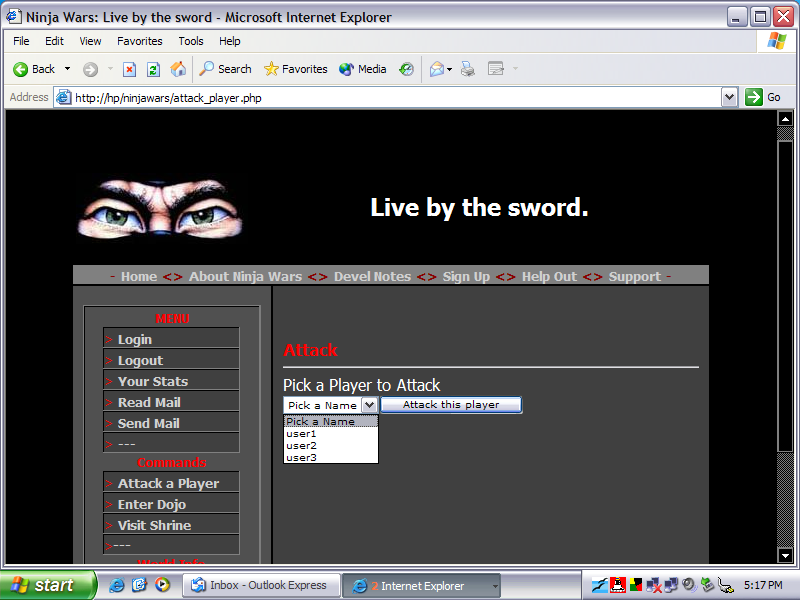 Ninja Wars: Live by the sword - Microsoft Internet Explorer
File Edit View Favorites Tools Help
Back Search Favorites Media
Address http://hp/ninjawars/attack_player.php Go
Live by the sword.
- Home <> About Ninja Wars <> Devel Notes <> Sign Up <> Help Out <> Support -
MENU
> Login
> Logout
> Your Stats
> Read Mail
> Send Mail
> ---
Commands
> Attack a Player
> Enter Dojo
> Visit Shrine
>---
World Info
Attack
Pick a Player to Attack
Pick a Name Attack this player
Pick a Name
user1
user2
user3
start Inbox - Outlook Express 2 Internet Explorer 5:17 PM